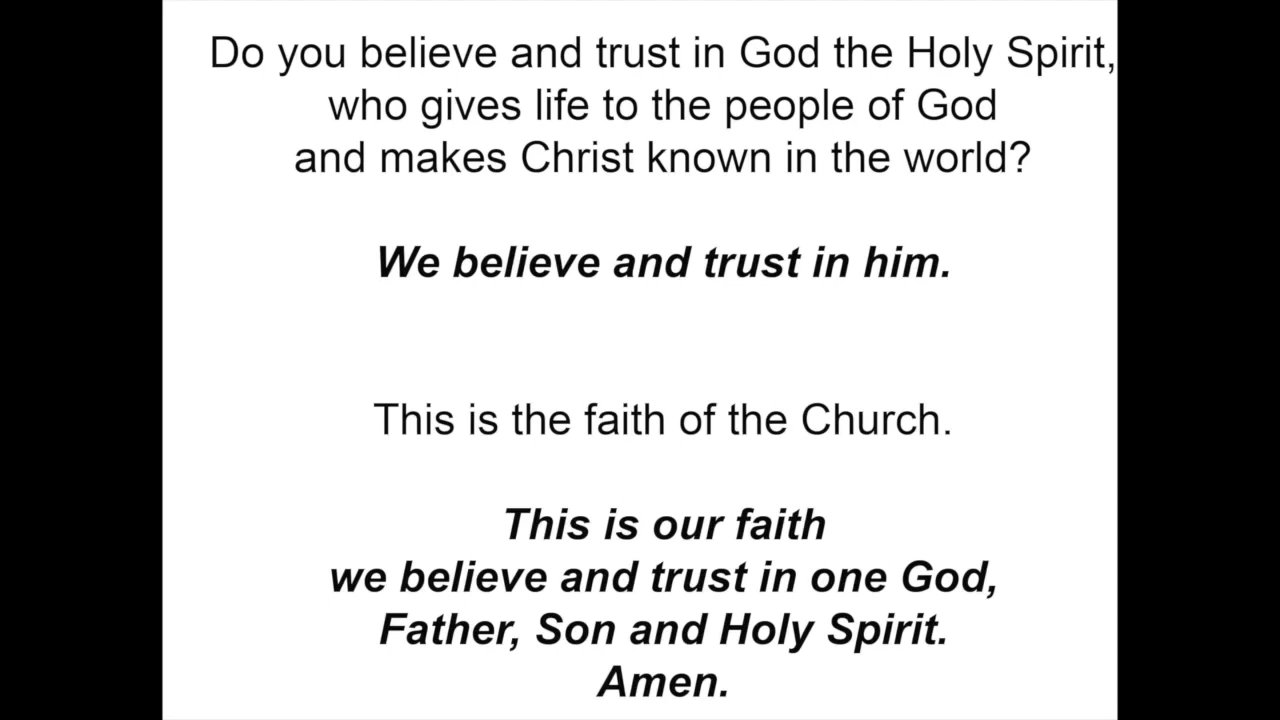 Do you believe and trust in God the Holy Spirit,
who gives life to the people of God
and makes Christ known in the world?
We believe and trust in him.
This is the faith of the Church.
This is our faith
we believe and trust in one God,
Father, Son and Holy Spirit.
Amen.